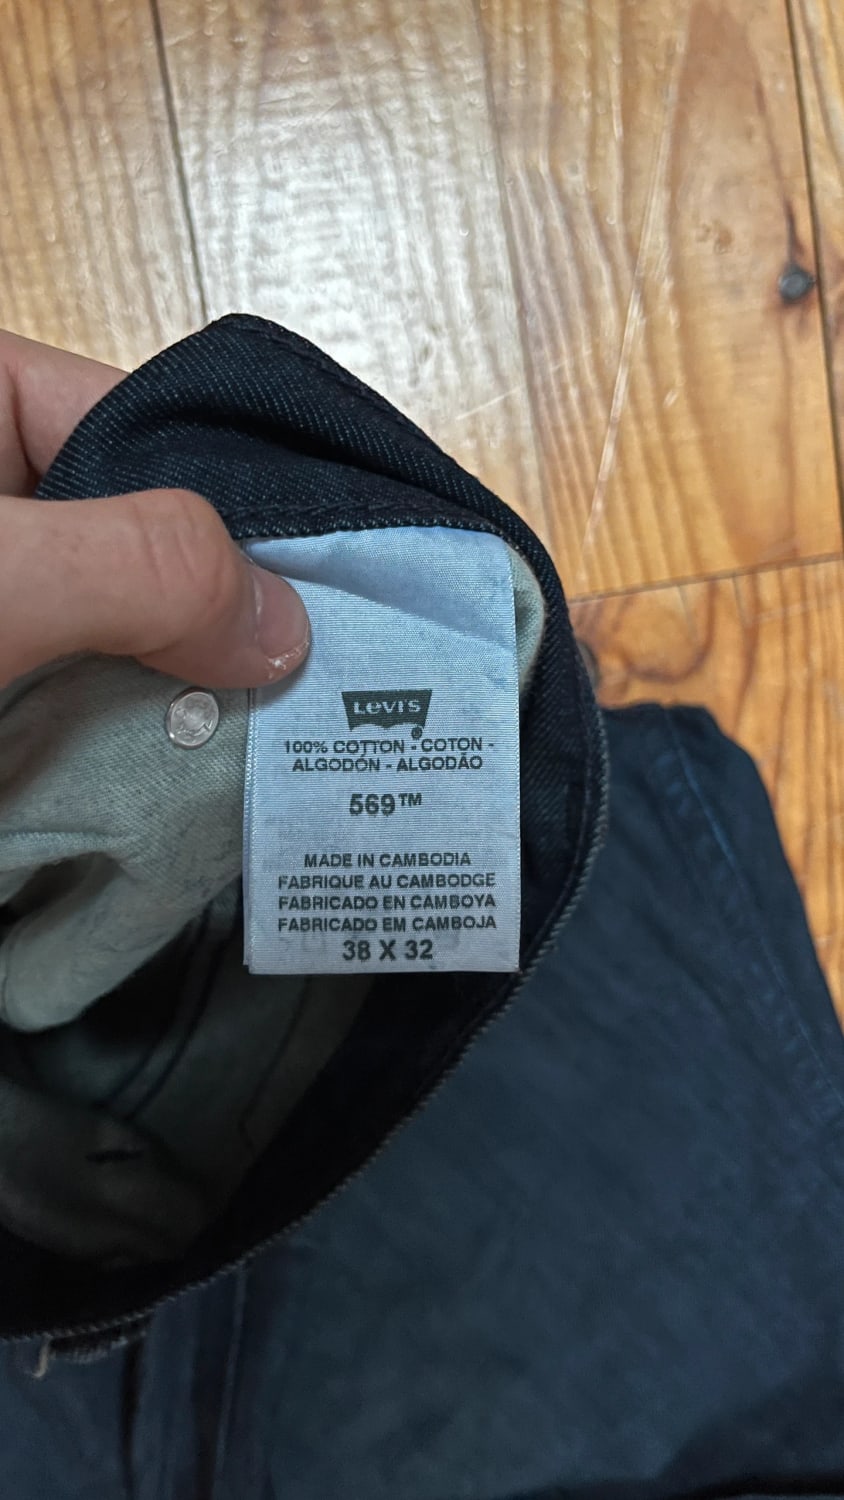 Levi's
100% COTTON - COTON -
ALGODÓN - ALGODÃO
569™
MADE IN CAMBODIA
FABRIQUE AU CAMBODGE
FABRICADO EN CAMBOYA
FABRICADO EM CAMBOJA
38 X 32